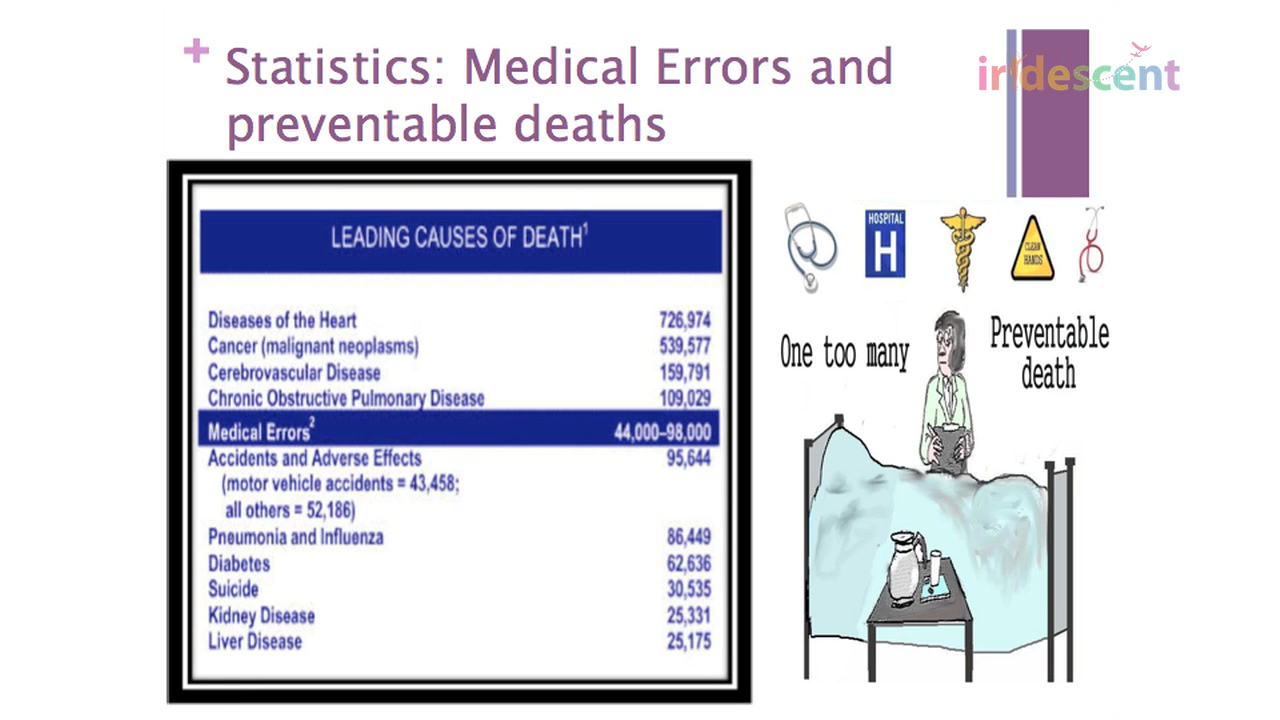 + Statistics: Medical Errors and
preventable deaths
iridescent
LEADING CAUSES OF DEATH¹
Diseases of the Heart 726,974
Cancer (malignant neoplasms) 539,577
Cerebrovascular Disease 159,791
Chronic Obstructive Pulmonary Disease 109,029
Medical Errors² 44,000–98,000
Accidents and Adverse Effects 95,644
(motor vehicle accidents = 43,458;
all others = 52,186)
Pneumonia and Influenza 86,449
Diabetes 62,636
Suicide 30,535
Kidney Disease 25,331
Liver Disease 25,175
HOSPITAL
H
CLEAN
HANDS
One too many
Preventable
death